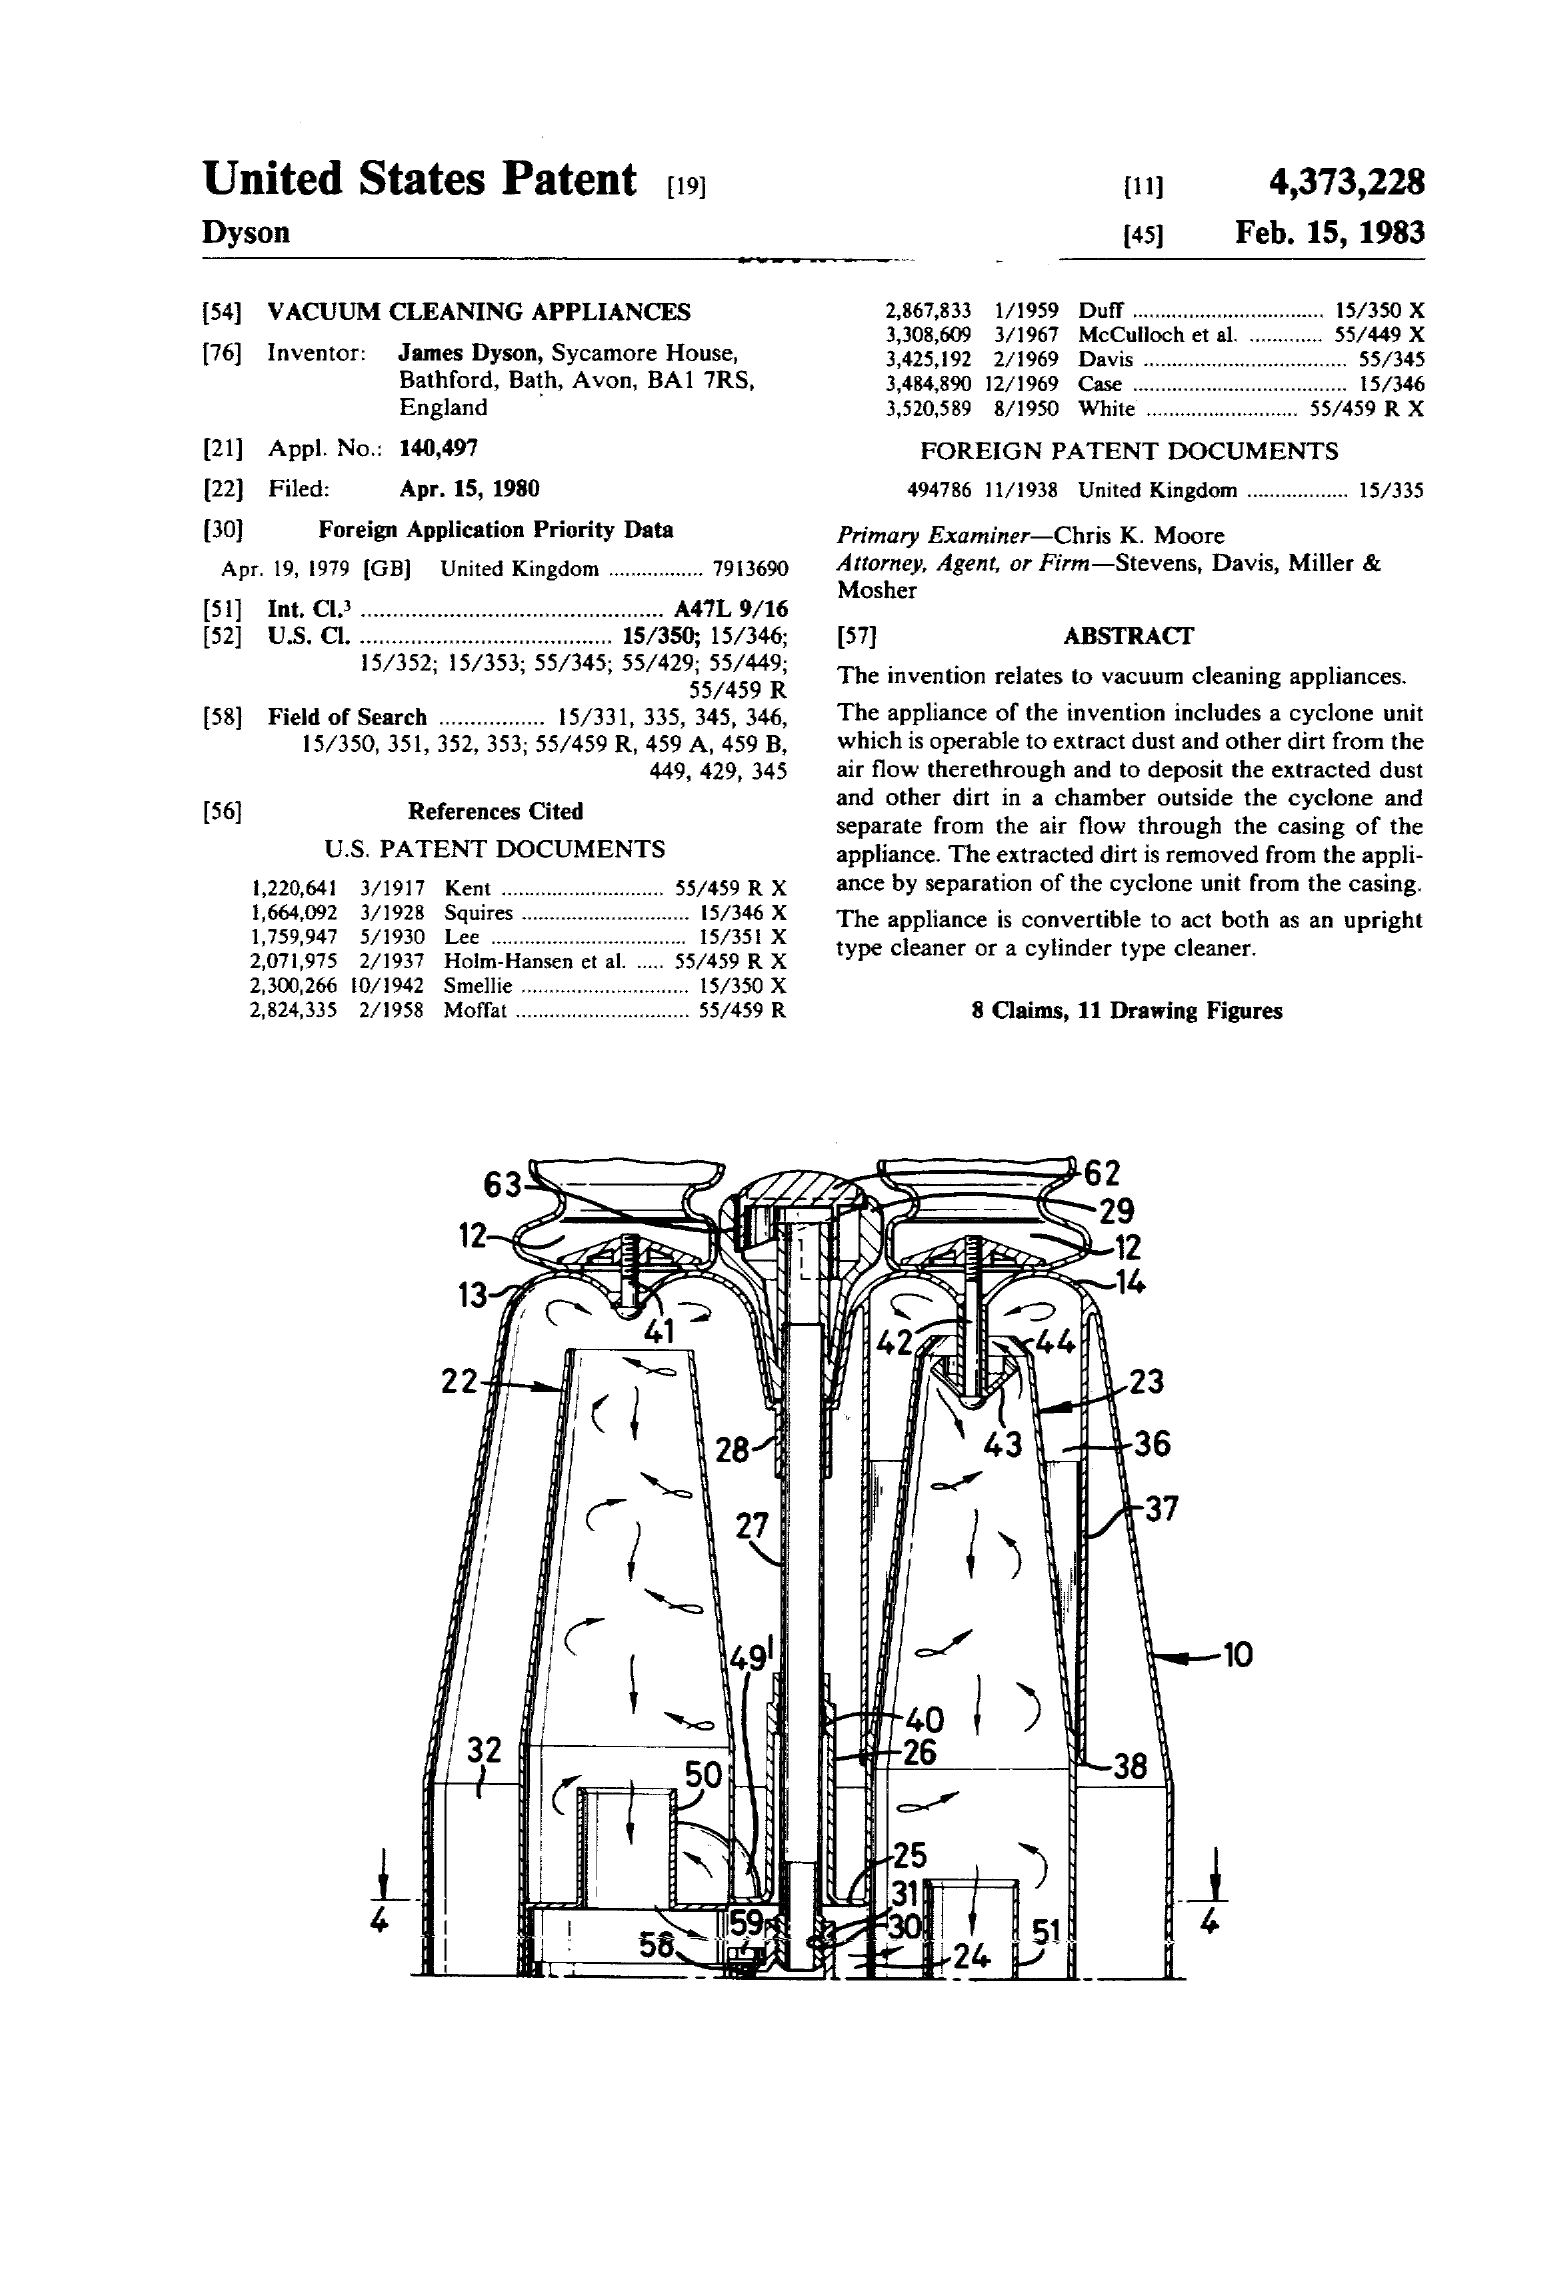 United States Patent [19]
[11] 4,373,228
Dyson
[45] Feb. 15, 1983
[54] VACUUM CLEANING APPLIANCES
[76] Inventor: James Dyson, Sycamore House,
Bathford, Bath, Avon, BA1 7RS,
England
[21] Appl. No.: 140,497
[22] Filed: Apr. 15, 1980
[30] Foreign Application Priority Data
Apr. 19, 1979 [GB] United Kingdom ................ 7913690
[51] Int. Cl.³ .............................................. A47L 9/16
[52] U.S. Cl. ...................................... 15/350; 15/346;
15/352; 15/353; 55/345; 55/429; 55/449;
55/459 R
[58] Field of Search ................ 15/331, 335, 345, 346,
15/350, 351, 352, 353; 55/459 R, 459 A, 459 B,
449, 429, 345
[56] References Cited
U.S. PATENT DOCUMENTS
1,220,641 3/1917 Kent ............................ 55/459 R X
1,664,092 3/1928 Squires ............................. 15/346 X
1,759,947 5/1930 Lee .................................. 15/351 X
2,071,975 2/1937 Holm-Hansen et al. ..... 55/459 R X
2,300,266 10/1942 Smellie ............................. 15/350 X
2,824,335 2/1958 Moffat .............................. 55/459 R
2,867,833 1/1959 Duff ................................. 15/350 X
3,308,609 3/1967 McCulloch et al. ............. 55/449 X
3,425,192 2/1969 Davis .................................. 55/345
3,484,890 12/1969 Case .................................... 15/346
3,520,589 8/1950 White ........................... 55/459 R X
FOREIGN PATENT DOCUMENTS
494786 11/1938 United Kingdom .................. 15/335
Primary Examiner—Chris K. Moore
Attorney, Agent, or Firm—Stevens, Davis, Miller &
Mosher
[57] ABSTRACT
The invention relates to vacuum cleaning appliances.
The appliance of the invention includes a cyclone unit
which is operable to extract dust and other dirt from the
air flow therethrough and to deposit the extracted dust
and other dirt in a chamber outside the cyclone and
separate from the air flow through the casing of the
appliance. The extracted dirt is removed from the appli-
ance by separation of the cyclone unit from the casing.
The appliance is convertible to act both as an upright
type cleaner or a cylinder type cleaner.
8 Claims, 11 Drawing Figures
63
62
29
12
12
13
14
41
42
44
22
23
28
43
36
27
37
49'
10
40
32
26
50
38
25
31
4
4
59
30
58
24
51